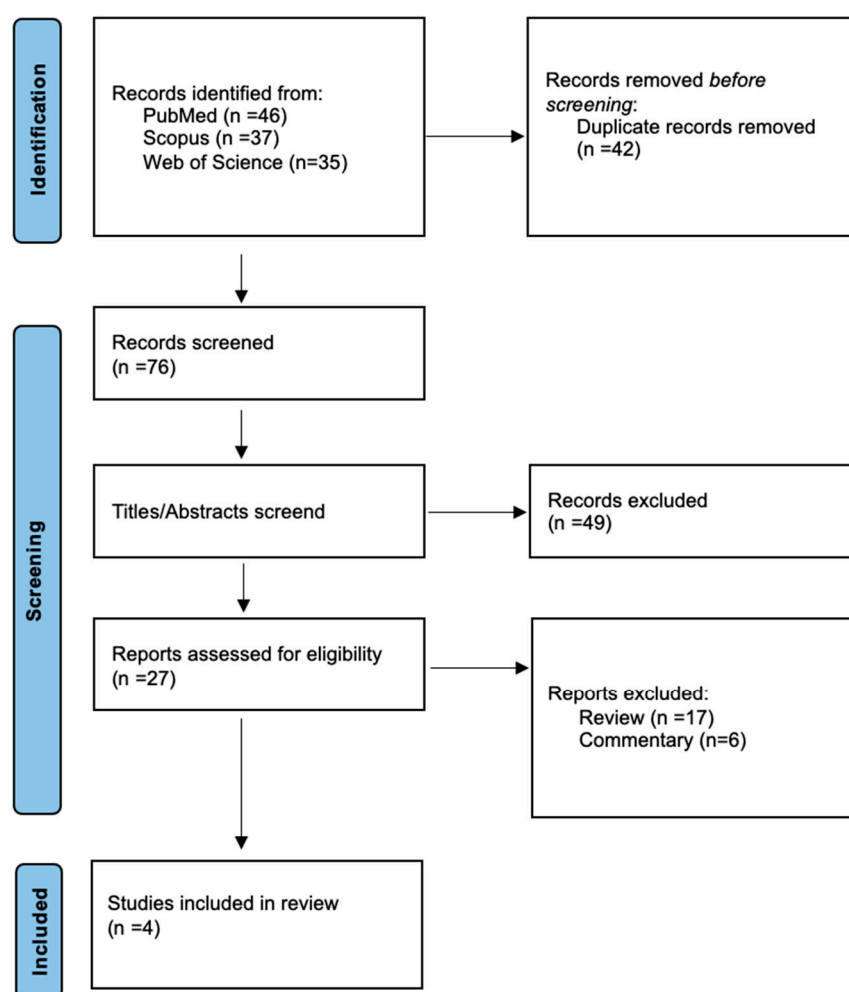 Identification
Records identified from:
PubMed (n =46)
Scopus (n =37)
Web of Science (n=35)
Records removed before
screening:
Duplicate records removed
(n =42)
Screening
Records screened
(n =76)
Titles/Abstracts screend
Records excluded
(n =49)
Reports assessed for eligibility
(n =27)
Reports excluded:
Review (n =17)
Commentary (n=6)
Included
Studies included in review
(n =4)